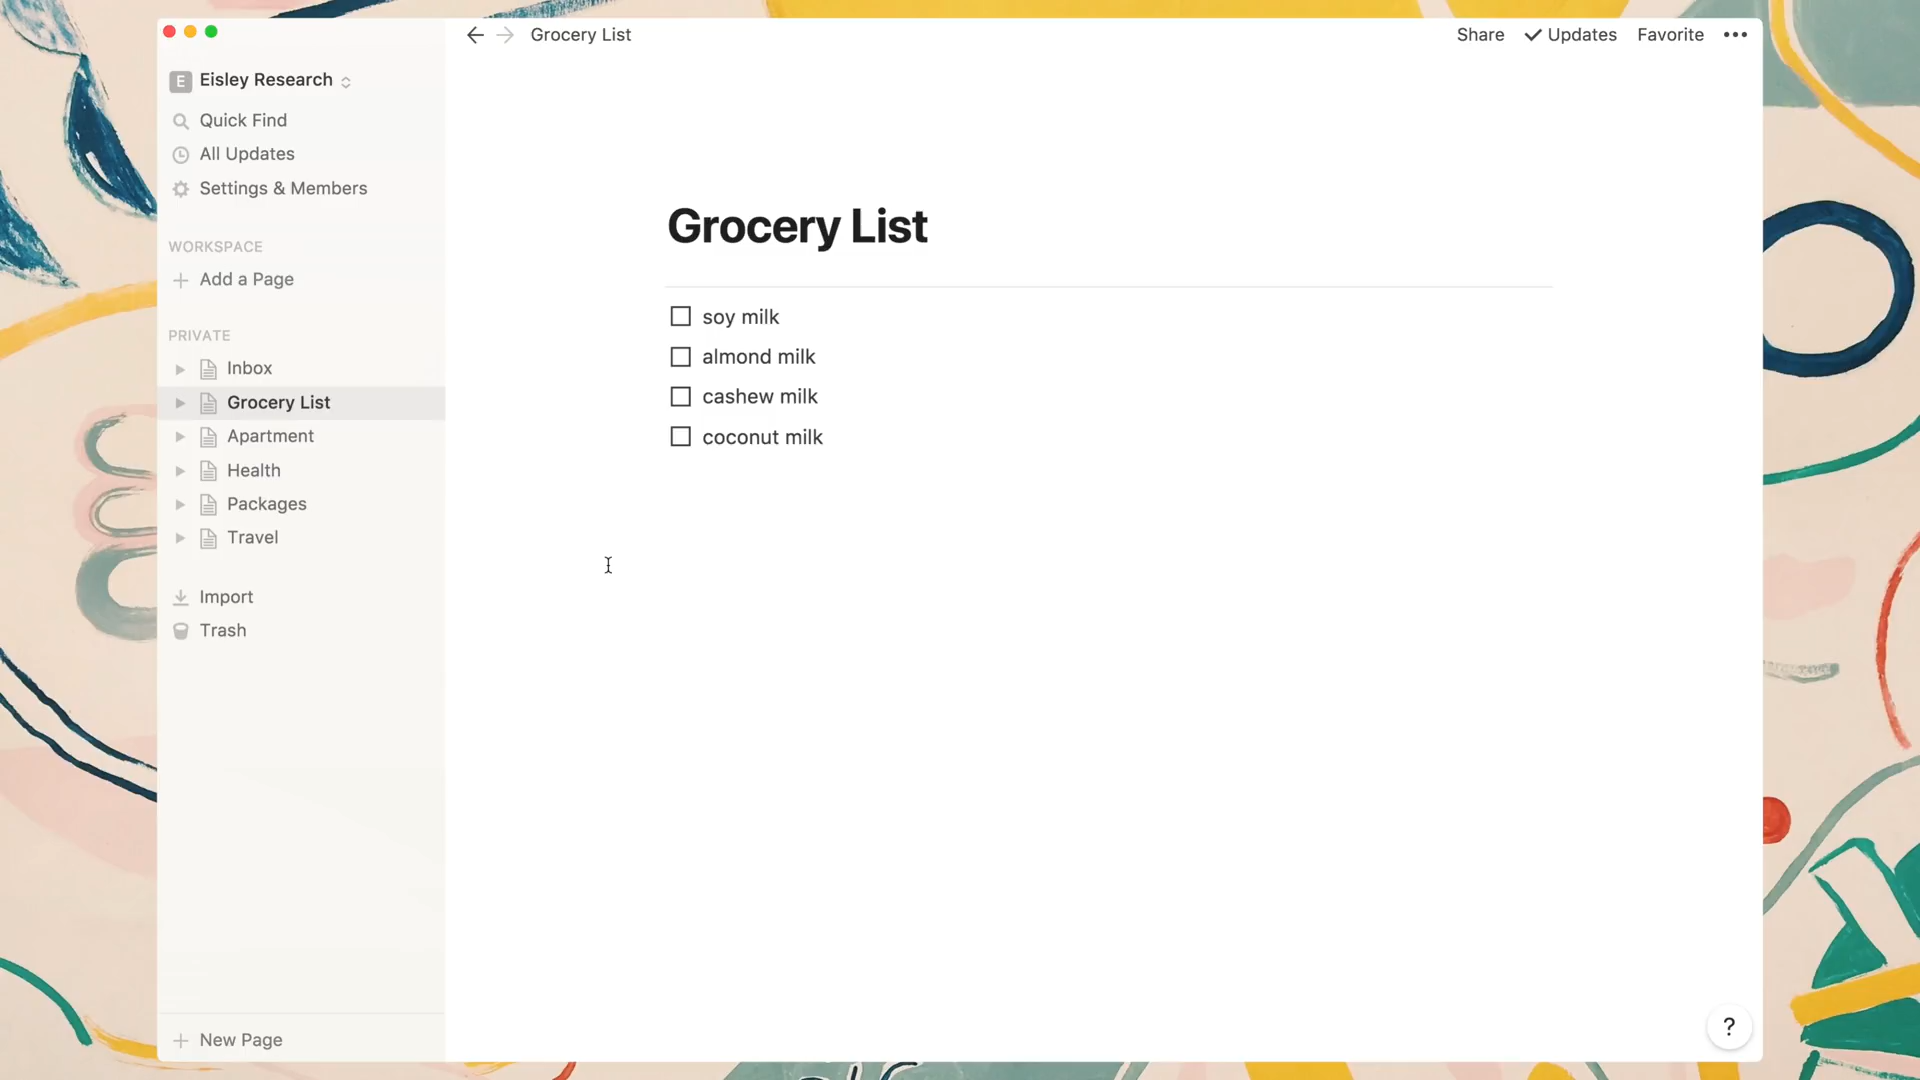 Grocery List
Share
Updates
Favorite
E
Eisley Research
Quick Find
All Updates
Settings & Members
WORKSPACE
Add a Page
PRIVATE
Inbox
Grocery List
Apartment
Health
Packages
Travel
Import
Trash
New Page
Grocery List
soy milk
almond milk
cashew milk
coconut milk
?